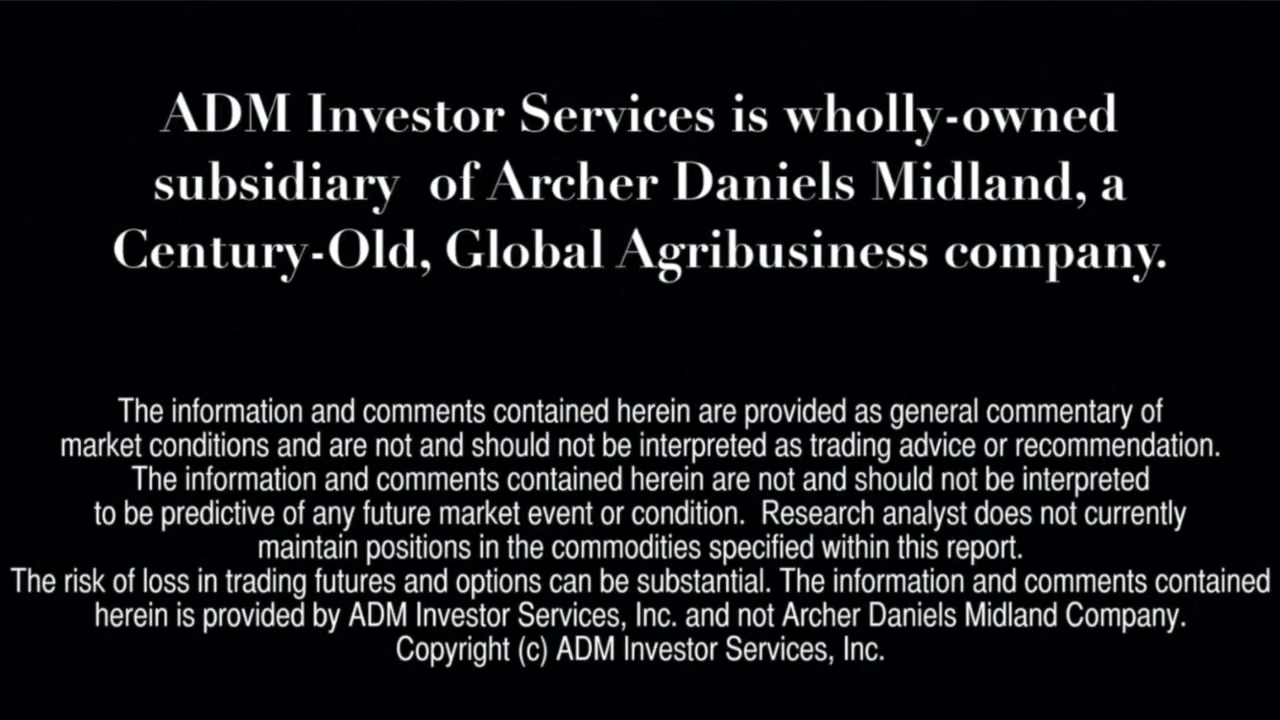 ADM Investor Services is wholly-owned
subsidiary of Archer Daniels Midland, a
Century-Old, Global Agribusiness company.
The information and comments contained herein are provided as general commentary of
market conditions and are not and should not be interpreted as trading advice or recommendation.
The information and comments contained herein are not and should not be interpreted
to be predictive of any future market event or condition. Research analyst does not currently
maintain positions in the commodities specified within this report.
The risk of loss in trading futures and options can be substantial. The information and comments contained
herein is provided by ADM Investor Services, Inc. and not Archer Daniels Midland Company.
Copyright (c) ADM Investor Services, Inc.